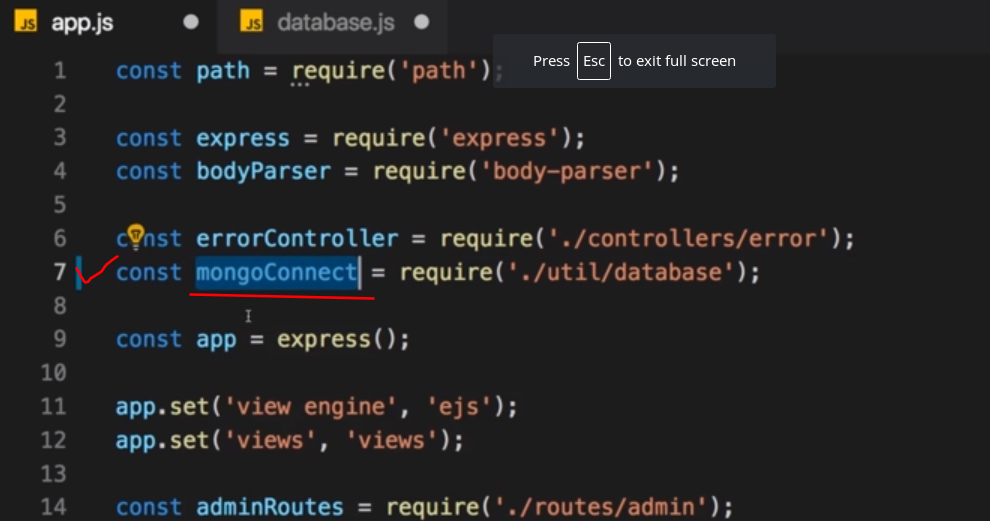 JS app.js
JS database.js
Press Esc to exit full screen
1 const path = require('path');
2
3 const express = require('express');
4 const bodyParser = require('body-parser');
5
6 const errorController = require('./controllers/error');
7 const mongoConnect = require('./util/database');
8
9 const app = express();
10
11 app.set('view engine', 'ejs');
12 app.set('views', 'views');
13
14 const adminRoutes = require('./routes/admin');